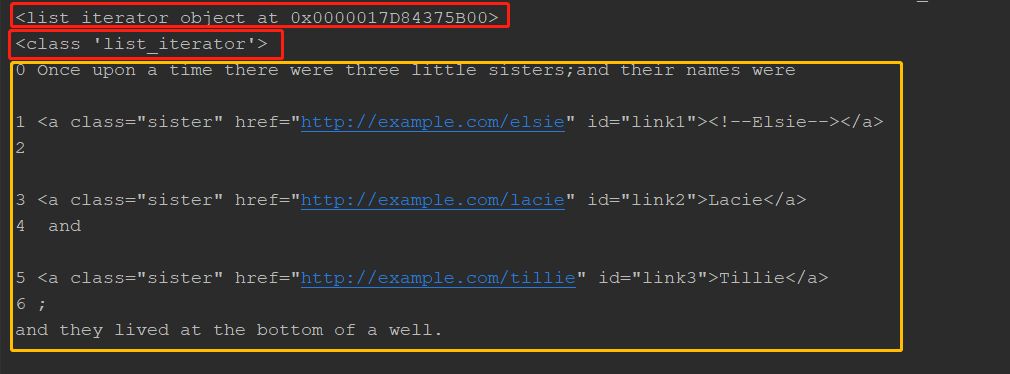 <list_iterator object at 0x0000017D84375B00>
<class 'list_iterator'>
0 Once upon a time there were three little sisters;and their names were
1 <a class="sister" href="http://example.com/elsie" id="link1"><!--Elsie--></a>
2
3 <a class="sister" href="http://example.com/lacie" id="link2">Lacie</a>
4  and
5 <a class="sister" href="http://example.com/tillie" id="link3">Tillie</a>
6 ;
and they lived at the bottom of a well.